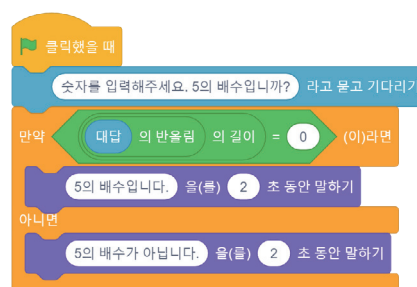 클릭했을 때
숫자를 입력해주세요. 5의 배수입니까? 라고 묻고 기다리기
만약 대답 의 반올림 의 길이 = 0 (이)라면
5의 배수입니다. 을(를) 2 초 동안 말하기
아니면
5의 배수가 아닙니다. 을(를) 2 초 동안 말하기